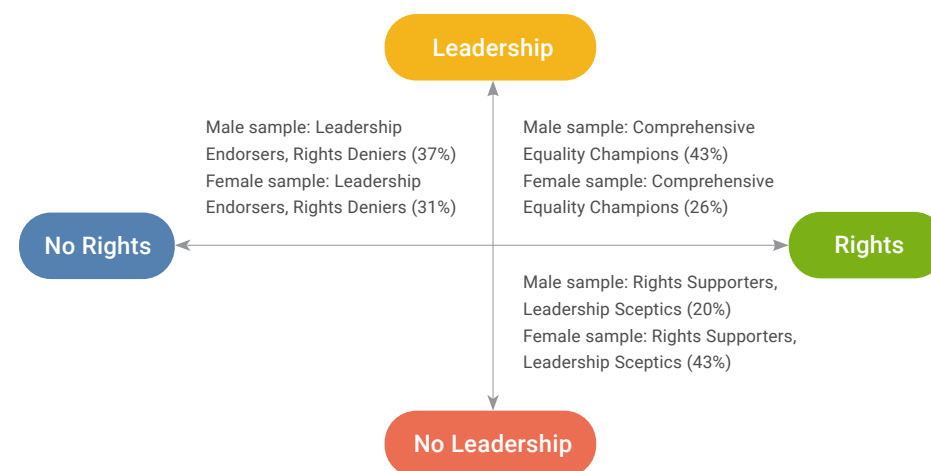 Leadership
Male sample: Leadership
Endorsers, Rights Deniers (37%)
Female sample: Leadership
Endorsers, Rights Deniers (31%)
Male sample: Comprehensive
Equality Champions (43%)
Female sample: Comprehensive
Equality Champions (26%)
No Rights
Rights
Male sample: Rights Supporters,
Leadership Sceptics (20%)
Female sample: Rights Supporters,
Leadership Sceptics (43%)
No Leadership